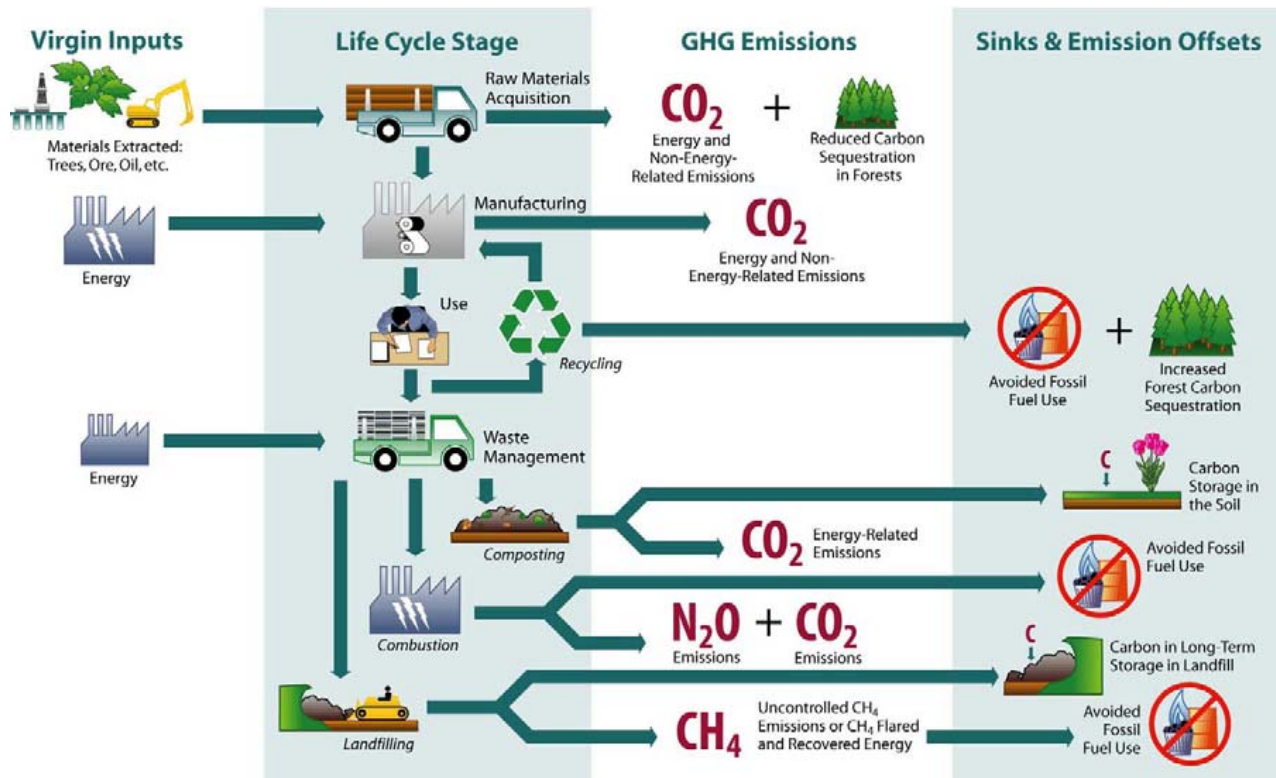 Virgin Inputs
Life Cycle Stage
GHG Emissions
Sinks & Emission Offsets
Materials Extracted:
Trees, Ore, Oil, etc.
Raw Materials
Acquisition
CO₂
Energy and
Non-Energy-
Related Emissions
+
Reduced Carbon
Sequestration
in Forests
Energy
Manufacturing
CO₂
Energy and Non-
Energy-Related Emissions
Use
Recycling
Avoided Fossil
Fuel Use
+
Increased
Forest Carbon
Sequestration
Energy
Waste
Management
Composting
C
Carbon
Storage in
the Soil
CO₂
Energy-Related
Emissions
Combustion
Avoided Fossil
Fuel Use
N₂O
Emissions
+
CO₂
Emissions
Landfilling
C
Carbon in Long-Term
Storage in Landfill
CH₄
Uncontrolled CH₄
Emissions or CH₄ Flared
and Recovered Energy
Avoided
Fossil
Fuel Use